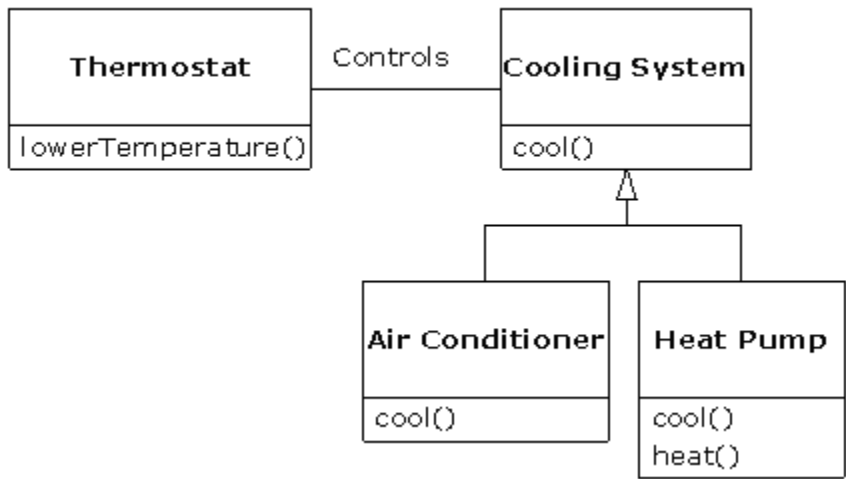 Thermostat
Controls
Cooling System
lowerTemperature()
cool()
Air Conditioner
Heat Pump
cool()
cool()
heat()